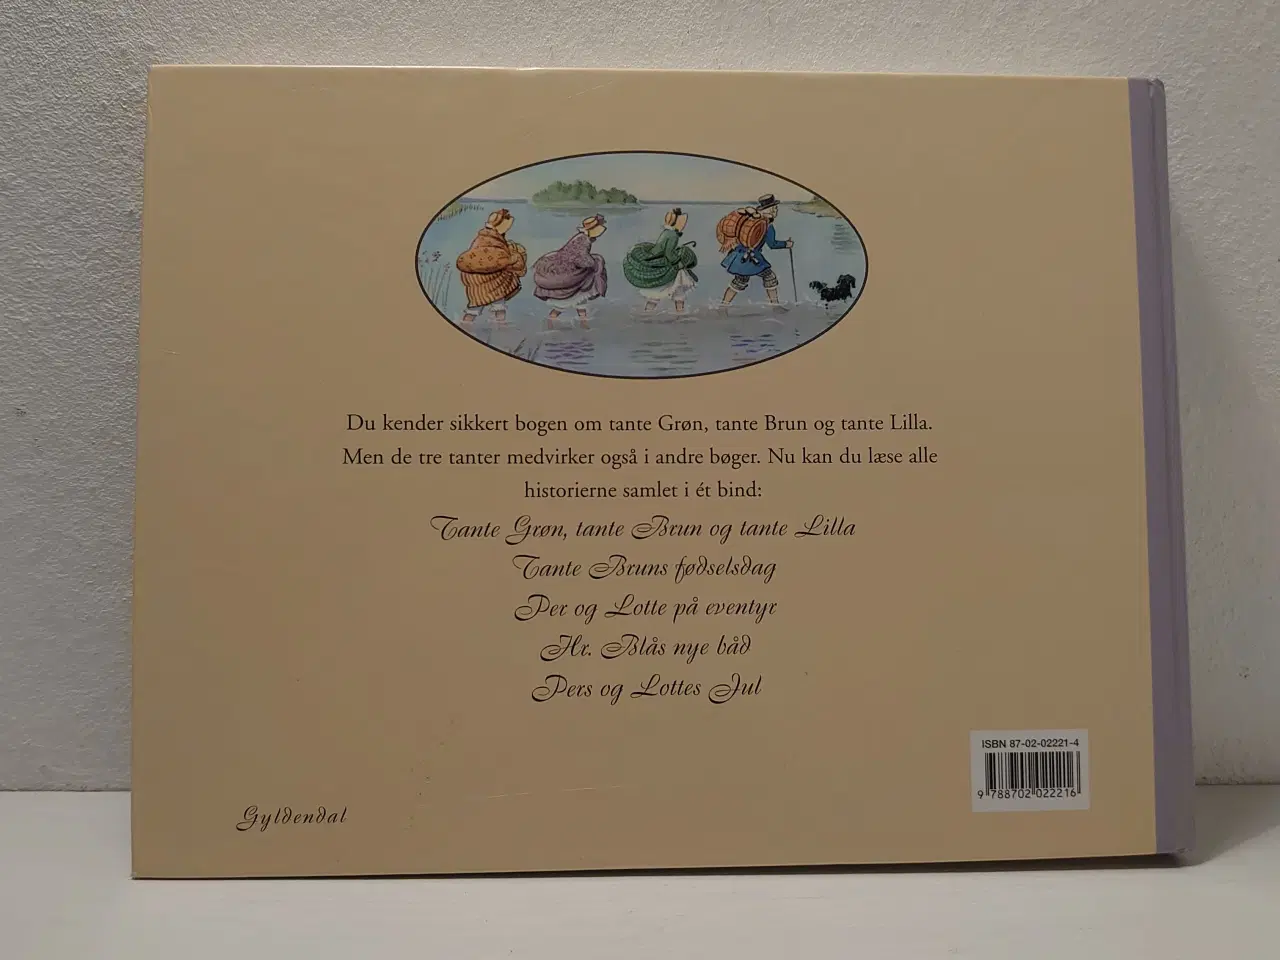 Du kender sikkert bogen om tante Grøn, tante Brun og tante Lilla.
Men de tre tanter medvirker også i andre bøger. Nu kan du læse alle
historierne samlet i ét bind:
Tante Grøn, tante Brun og tante Lilla
Tante Bruns fødselsdag
Per og Lotte på eventyr
Hr. Blås nye båd
Pers og Lottes Jul
ISBN 87-02-02221-4
9 788702 022216
Gyldendal